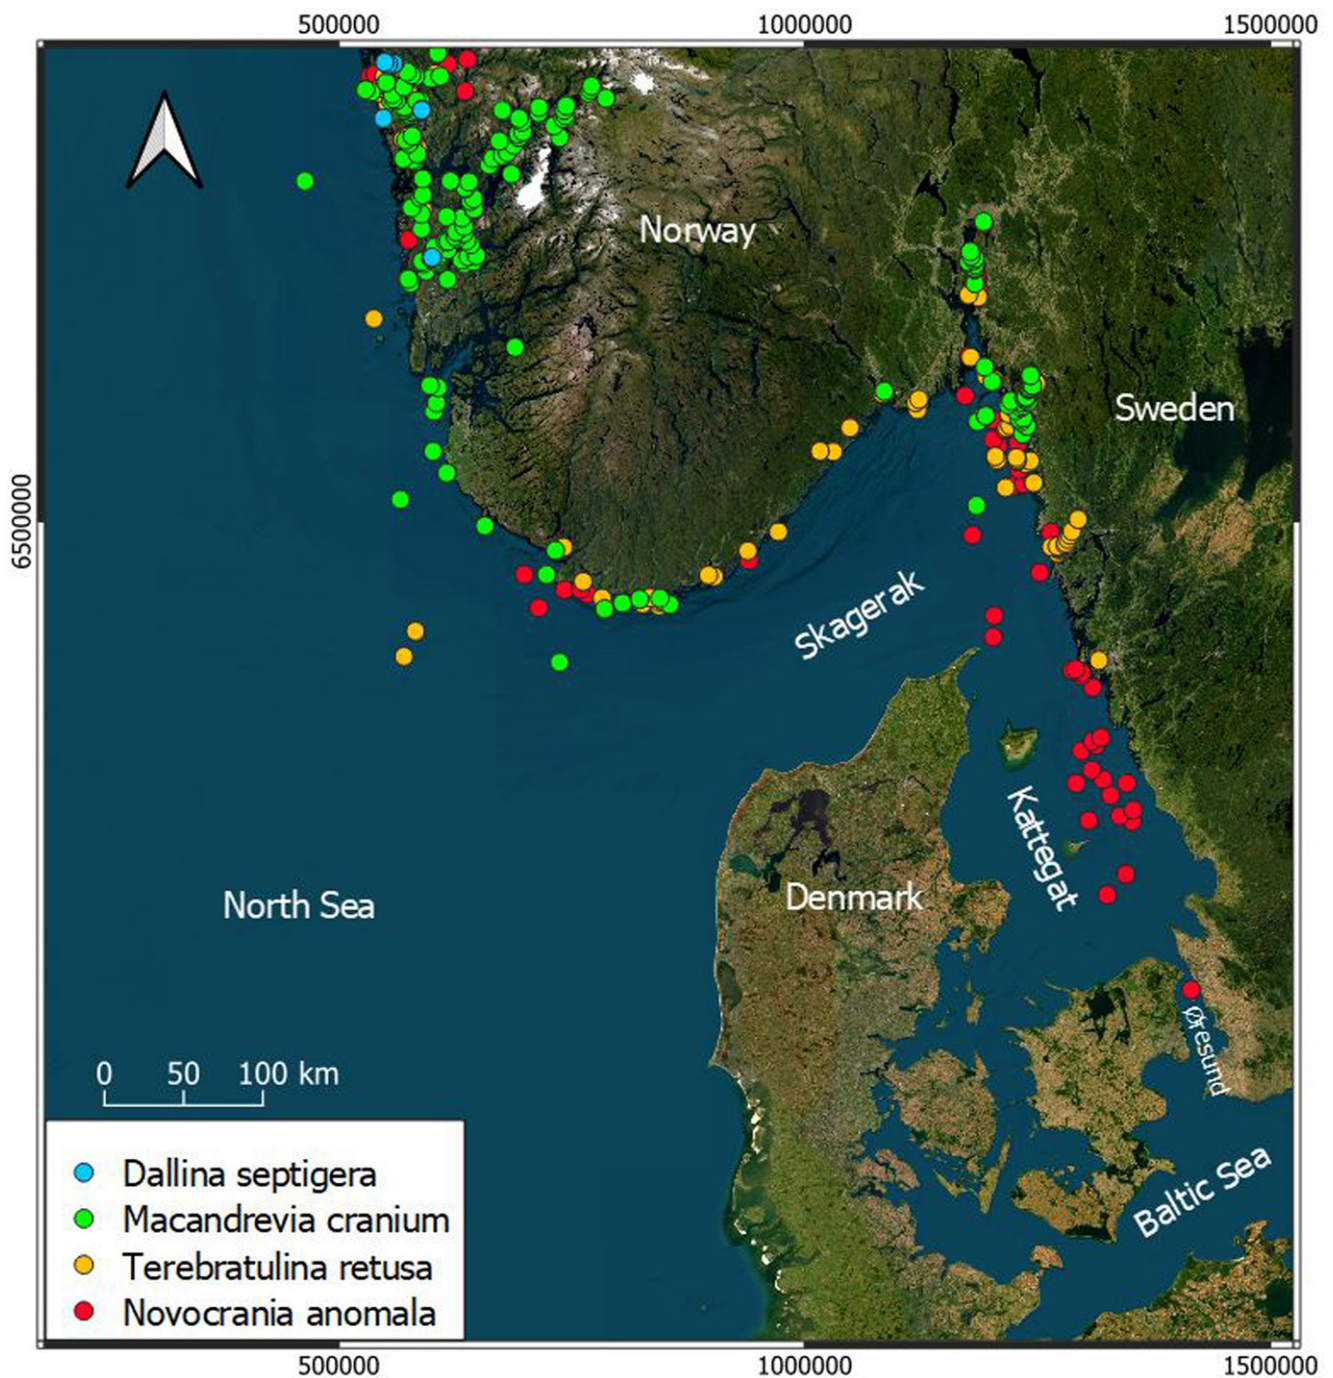 500000
1000000
1500000
Norway
Sweden
6500000
Skagerak
Kattegat
Denmark
North Sea
Øresund
0 50 100 km
Baltic Sea
Dallina septigera
Macandrevia cranium
Terebratulina retusa
Novocrania anomala
500000
1000000
1500000